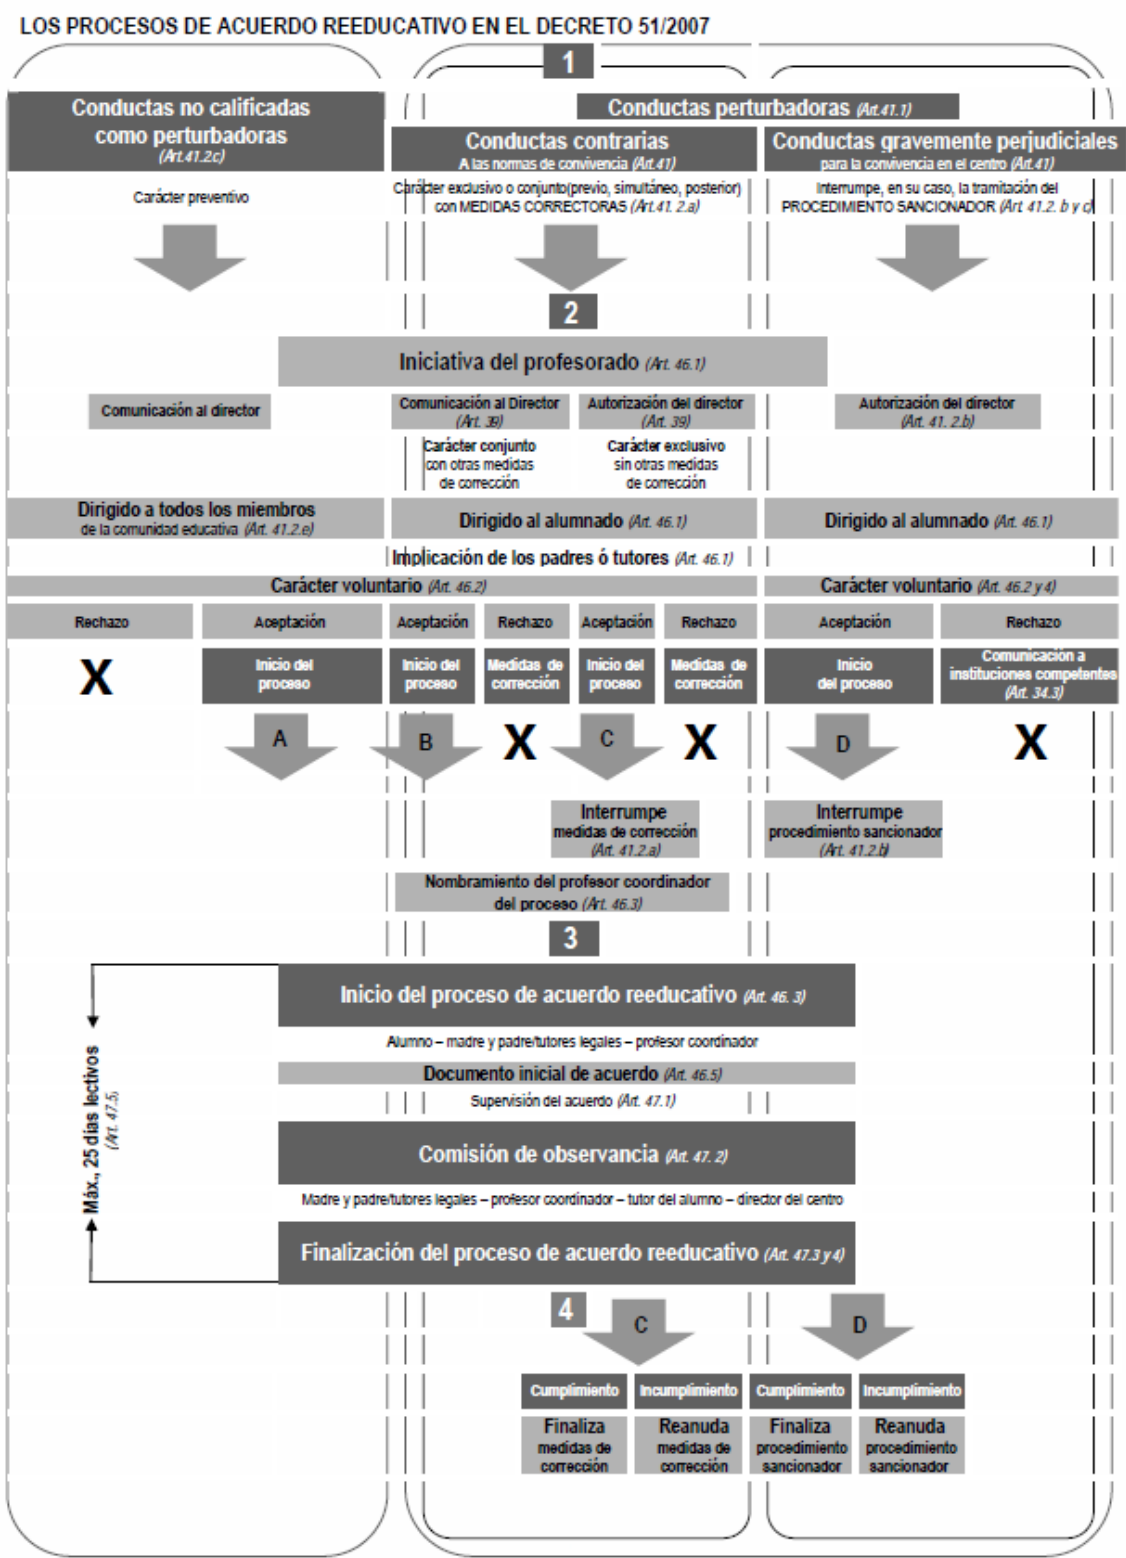 LOS PROCESOS DE ACUERDO REEDUCATIVO EN EL DECRETO 51/2007
1
Conductas no calificadas
como perturbadoras
(Art.41.2c)
Conductas perturbadoras (Art.41.1)
Conductas contrarias
A las normas de convivencia (Art.41)
Conductas gravemente perjudiciales
para la convivencia en el centro (Art.41)
Carácter preventivo
Carácter exclusivo o conjunto(previo, simultáneo, posterior)
con MEDIDAS CORRECTORAS (Art.41. 2.a)
Interrumpe, en su caso, la tramitación del
PROCEDIMIENTO SANCIONADOR (Art. 41.2. b y c)
2
Iniciativa del profesorado (Art. 46.1)
Comunicación al director
Comunicación al Director
(Art. 39)
Autorización del director
(Art. 39)
Autorización del director
(Art. 41. 2.b)
Carácter conjunto
con otras medidas
de corrección
Carácter exclusivo
sin otras medidas
de corrección
Dirigido a todos los miembros
de la comunidad educativa (Art. 41.2.e)
Dirigido al alumnado (Art. 46.1)
Dirigido al alumnado (Art. 46.1)
Implicación de los padres ó tutores (Art. 46.1)
Carácter voluntario (Art. 46.2)
Carácter voluntario (Art. 46.2 y 4)
Rechazo
Aceptación
Aceptación
Rechazo
Aceptación
Rechazo
Aceptación
Rechazo
X
Inicio del
proceso
Inicio del
proceso
Medidas de
corrección
Inicio del
proceso
Medidas de
corrección
Inicio
del proceso
Comunicación a
instituciones competentes
(Art. 34.3)
A
B
X
C
X
D
X
Interrumpe
medidas de corrección
(Art. 41.2.a)
Interrumpe
procedimiento sancionador
(Art. 41.2.b)
Nombramiento del profesor coordinador
del proceso (Art. 46.3)
3
Inicio del proceso de acuerdo reeducativo (Art. 46. 3)
Alumno – madre y padre/tutores legales – profesor coordinador
Documento inicial de acuerdo (Art. 46.5)
Supervisión del acuerdo (Art. 47.1)
Máx., 25 días lectivos
(Art. 47.5)
Comisión de observancia (Art. 47. 2)
Madre y padre/tutores legales – profesor coordinador – tutor del alumno – director del centro
Finalización del proceso de acuerdo reeducativo (Art. 47.3 y 4)
4
C
D
Cumplimiento
Incumplimiento
Cumplimiento
Incumplimiento
Finaliza
medidas de
corrección
Reanuda
medidas de
corrección
Finaliza
procedimiento
sancionador
Reanuda
procedimiento
sancionador